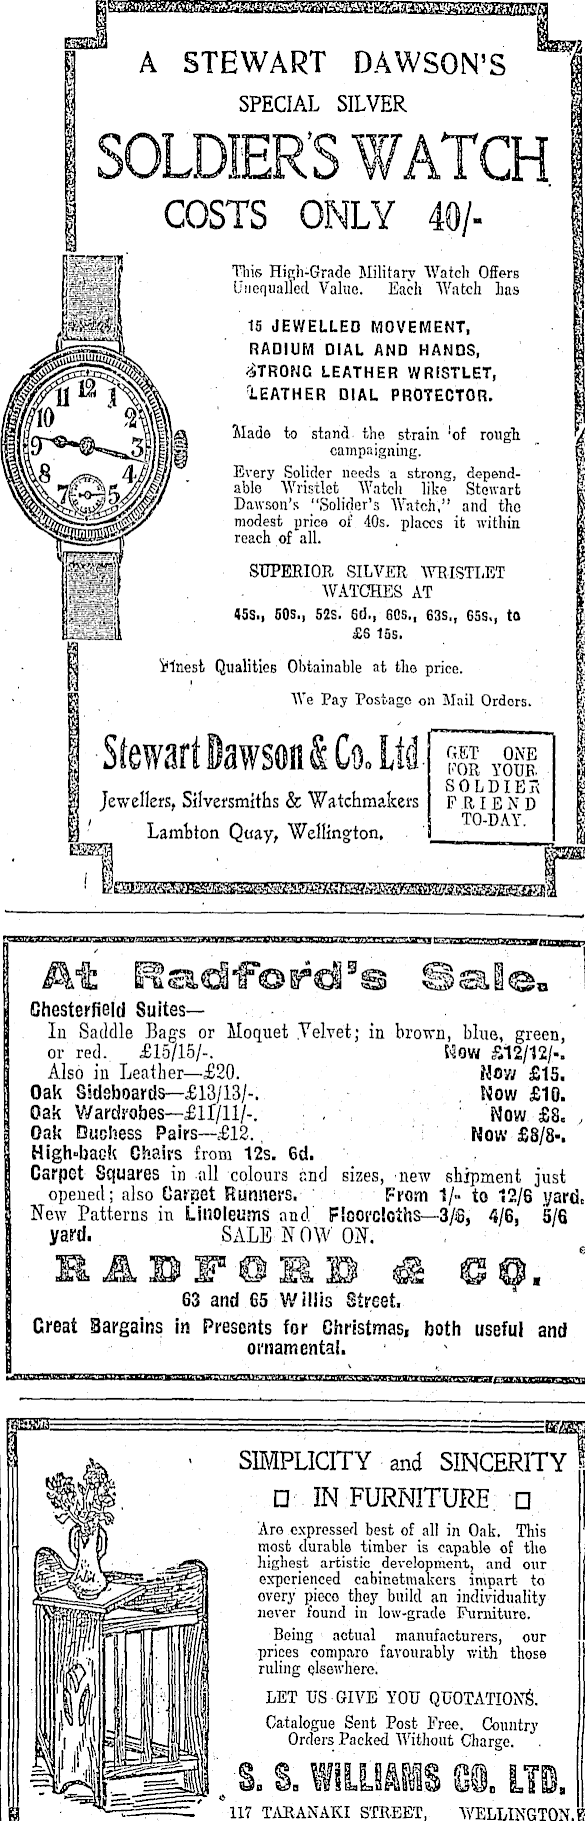 A STEWART DAWSON'S
SPECIAL SILVER
SOLDIER'S WATCH
COSTS ONLY 40/-
This High-Grade Military Watch Offers
Unequalled Value. Each Watch has
15 JEWELLED MOVEMENT,
RADIUM DIAL AND HANDS,
STRONG LEATHER WRISTLET,
LEATHER DIAL PROTECTOR.
Made to stand the strain of rough
campaigning.
Every Solider needs a strong, depend-
able Wristlet Watch like Stewart
Dawson's "Solider's Watch," and the
modest price of 40s. places it within
reach of all.
SUPERIOR SILVER WRISTLET
WATCHES AT
45s., 50s., 52s. 6d., 60s., 63s., 65s., to
£6 15s.
Finest Qualities Obtainable at the price.
We Pay Postage on Mail Orders.
11 12 1
10 2
9 3
8 4
7 5
Stewart Dawson & Co. Ltd
Jewellers, Silversmiths & Watchmakers
Lambton Quay, Wellington.
GET ONE
FOR YOUR
SOLDIER
FRIEND
TO-DAY.
At Radford's Sale.
Chesterfield Suites—
In Saddle Bags or Moquet Velvet; in brown, blue, green,
or red. £15/15/-. Now £12/12/-.
Also in Leather—£20. Now £15.
Oak Sideboards—£13/13/-. Now £10.
Oak Wardrobes—£11/11/-. Now £8.
Oak Duchess Pairs—£12. Now £8/8-.
High-back Chairs from 12s. 6d.
Carpet Squares in all colours and sizes, new shipment just
opened; also Carpet Runners. From 1/- to 12/6 yard.
New Patterns in Linoleums and Floorcloths—3/6, 4/6, 5/6
yard. SALE NOW ON.
RADFORD & CO.
63 and 65 Willis Street.
Great Bargains in Presents for Christmas, both useful and
ornamental.
SIMPLICITY and SINCERITY
IN FURNITURE
Are expressed best of all in Oak. This
most durable timber is capable of the
highest artistic development, and our
experienced cabinetmakers impart to
every piece they build an individuality
never found in low-grade Furniture.
Being actual manufacturers, our
prices compare favourably with those
ruling elsewhere.
LET US GIVE YOU QUOTATIONS.
Catalogue Sent Post Free. Country
Orders Packed Without Charge.
S. S. WILLIAMS CO. LTD.
117 TARANAKI STREET, WELLINGTON.